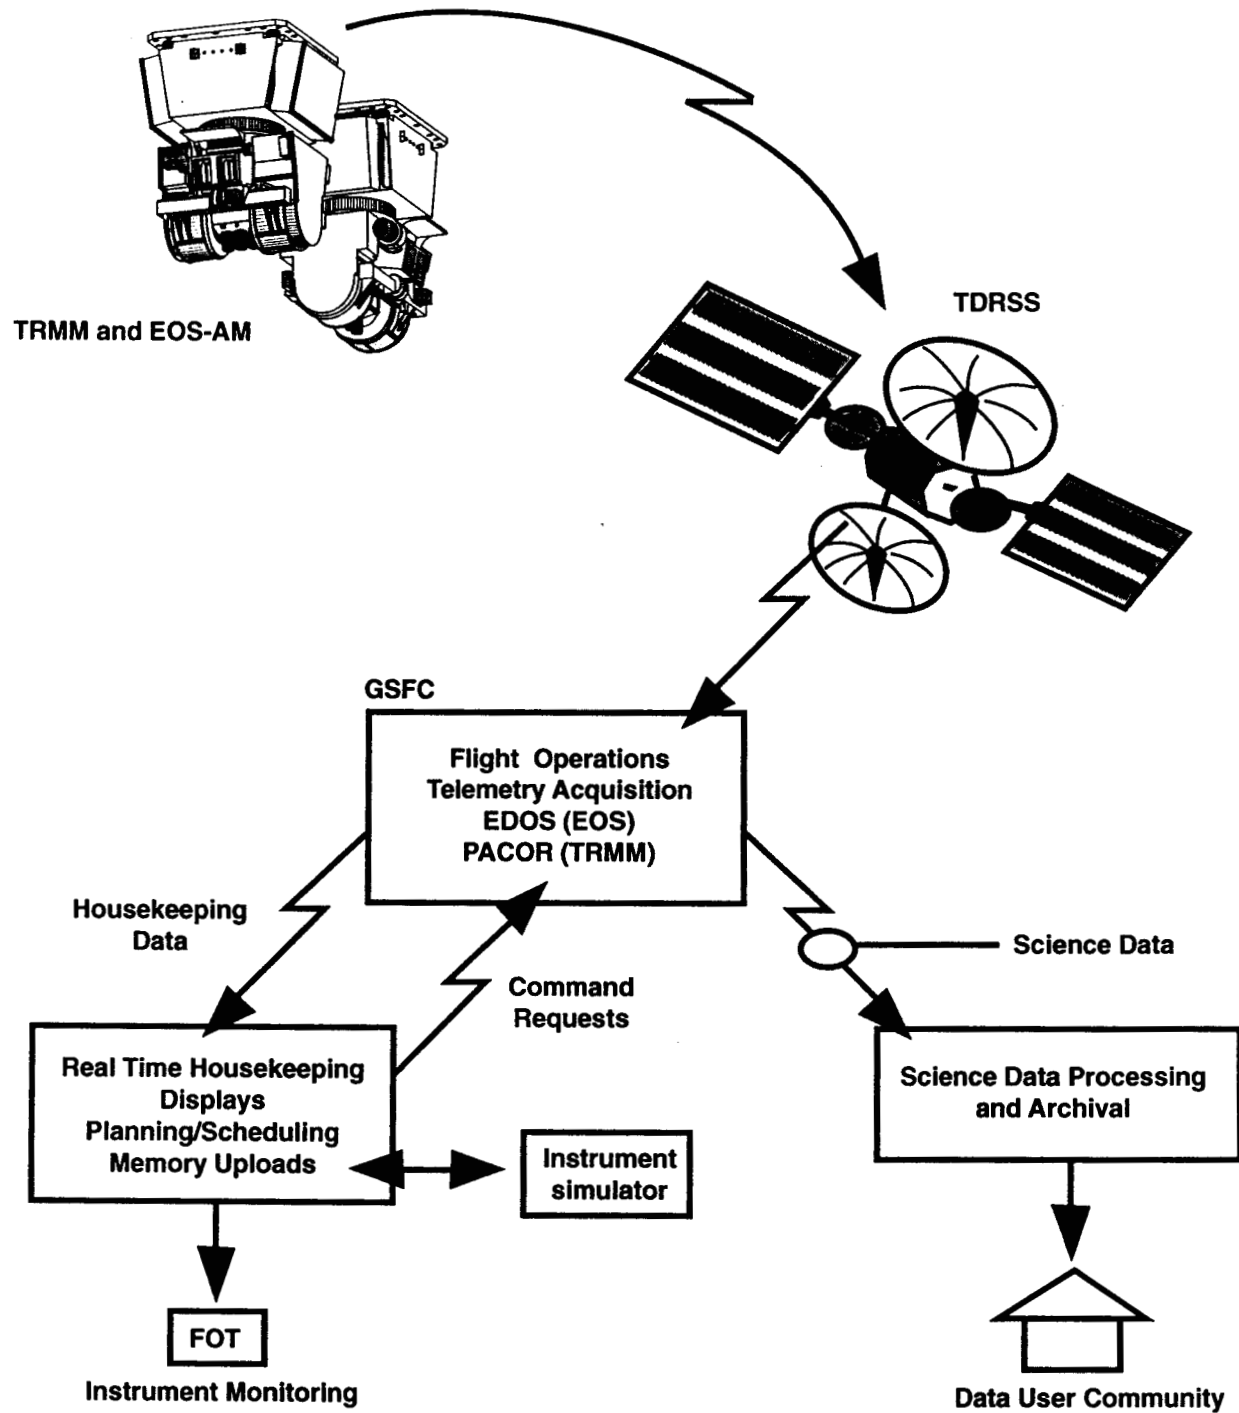 TRMM and EOS-AM
TDRSS
GSFC
Flight Operations
Telemetry Acquisition
EDOS (EOS)
PACOR (TRMM)
Housekeeping
Data
Command
Requests
Science Data
Real Time Housekeeping
Displays
Planning/Scheduling
Memory Uploads
Instrument
simulator
Science Data Processing
and Archival
FOT
Instrument Monitoring
Data User Community